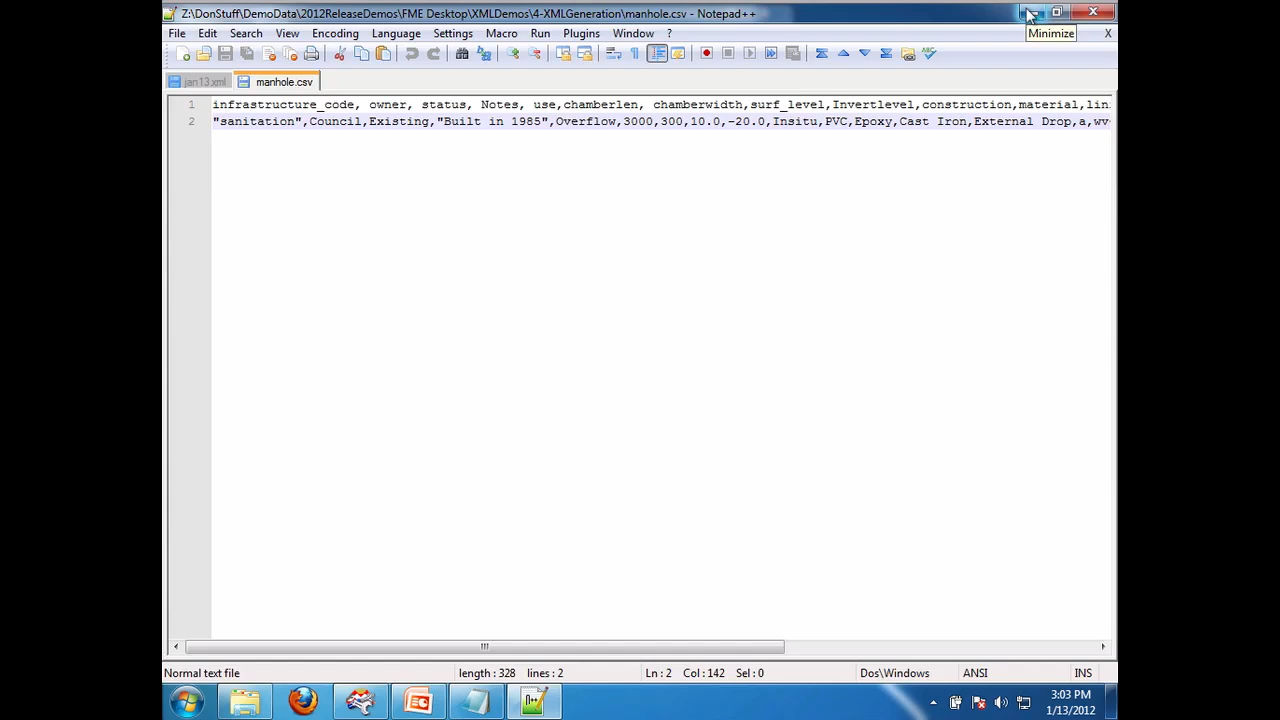 Z:\DonStuff\DemoData\2012ReleaseDemos\FME Desktop\XMLDemos\4-XMLGeneration\manhole.csv - Notepad++
File Edit Search View Encoding Language Settings Macro Run Plugins Window ? X
Minimize
jan13.xml manhole.csv
1 infrastructure_code, owner, status, Notes, use,chamberlen, chamberwidth,surf_level,Invertlevel,construction,material,lin
2 "sanitation",Council,Existing,"Built in 1985",Overflow,3000,300,10.0,-20.0,Insitu,PVC,Epoxy,Cast Iron,External Drop,a,wv
Normal text file length : 328 lines : 2 Ln : 2 Col : 142 Sel : 0 Dos\Windows ANSI INS
3:03 PM
1/13/2012